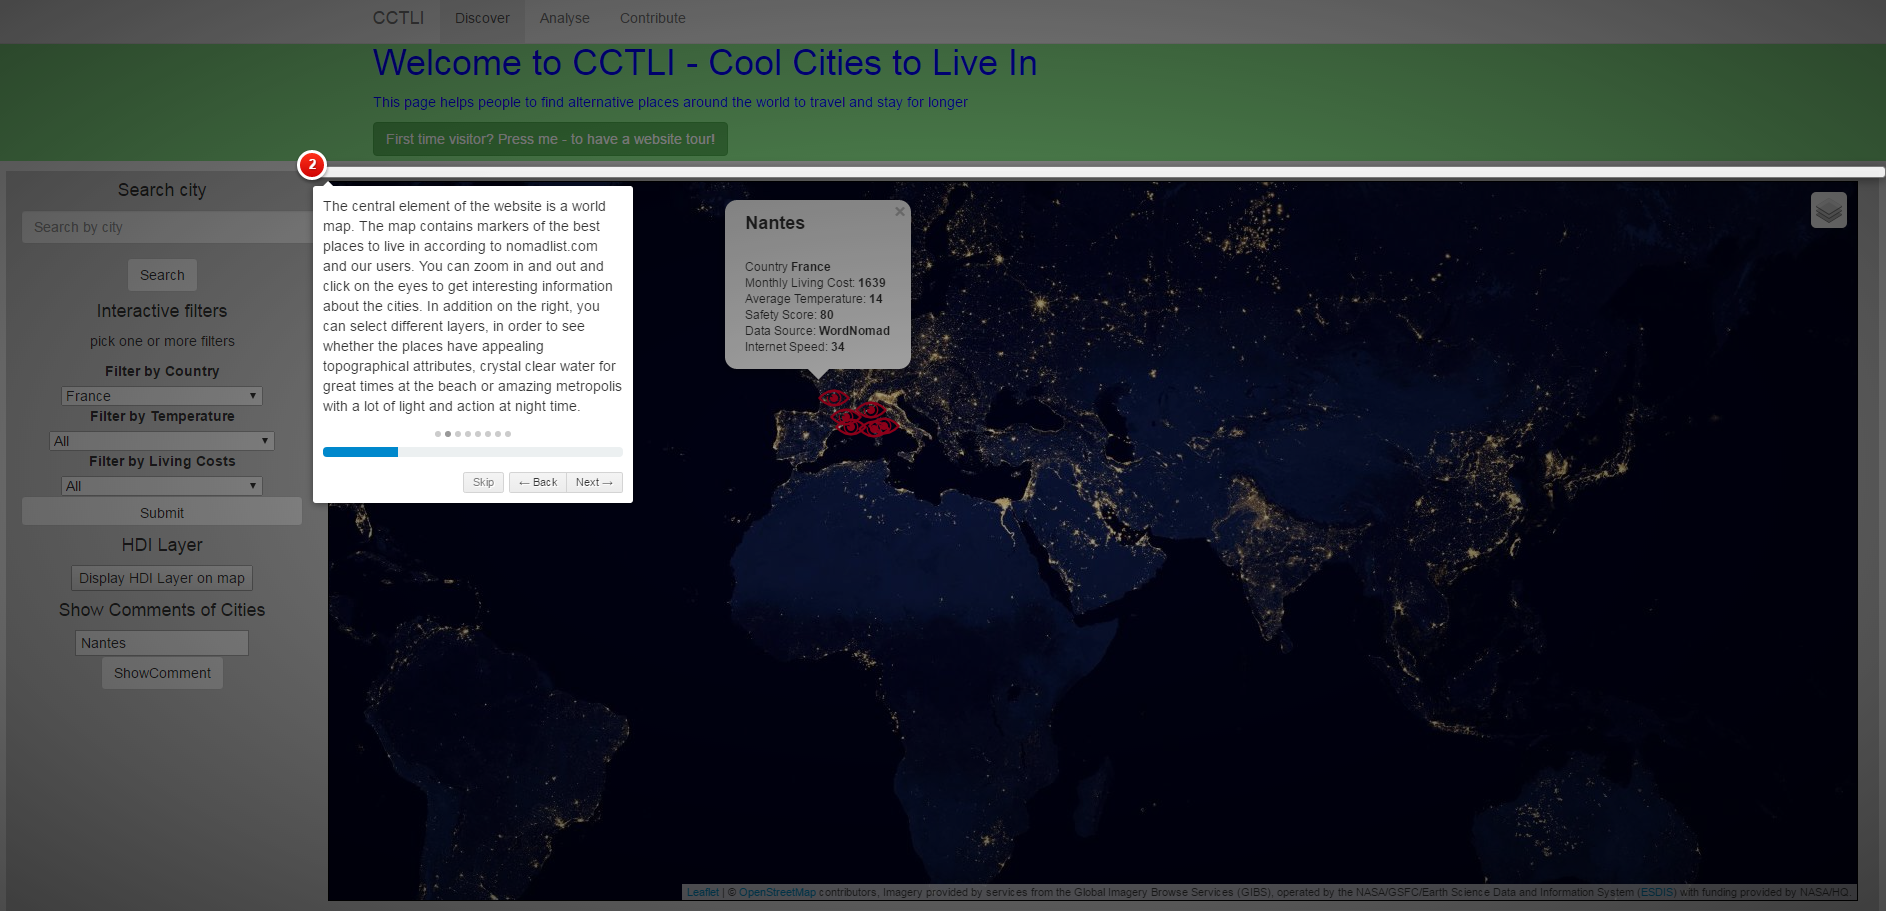 CCTLI Discover Analyse Contribute
Welcome to CCTLI - Cool Cities to Live In
This page helps people to find alternative places around the world to travel and stay for longer
First time visitor? Press me - to have a website tour!
2
Search city
Search by city
Search
Interactive filters
pick one or more filters
Filter by Country
France
Filter by Temperature
All
Filter by Living Costs
All
Submit
HDI Layer
Display HDI Layer on map
Show Comments of Cities
Nantes
ShowComment
The central element of the website is a world
map. The map contains markers of the best
places to live in according to nomadlist.com
and our users. You can zoom in and out and
click on the eyes to get interesting information
about the cities. In addition on the right, you
can select different layers, in order to see
whether the places have appealing
topographical attributes, crystal clear water for
great times at the beach or amazing metropolis
with a lot of light and action at night time.
Skip ← Back Next →
×
Nantes
Country France
Monthly Living Cost: 1639
Average Temperature: 14
Safety Score: 80
Data Source: WordNomad
Internet Speed: 34
Leaflet | © OpenStreetMap contributors, Imagery provided by services from the Global Imagery Browse Services (GIBS), operated by the NASA/GSFC/Earth Science Data and Information System (ESDIS) with funding provided by NASA/HQ.